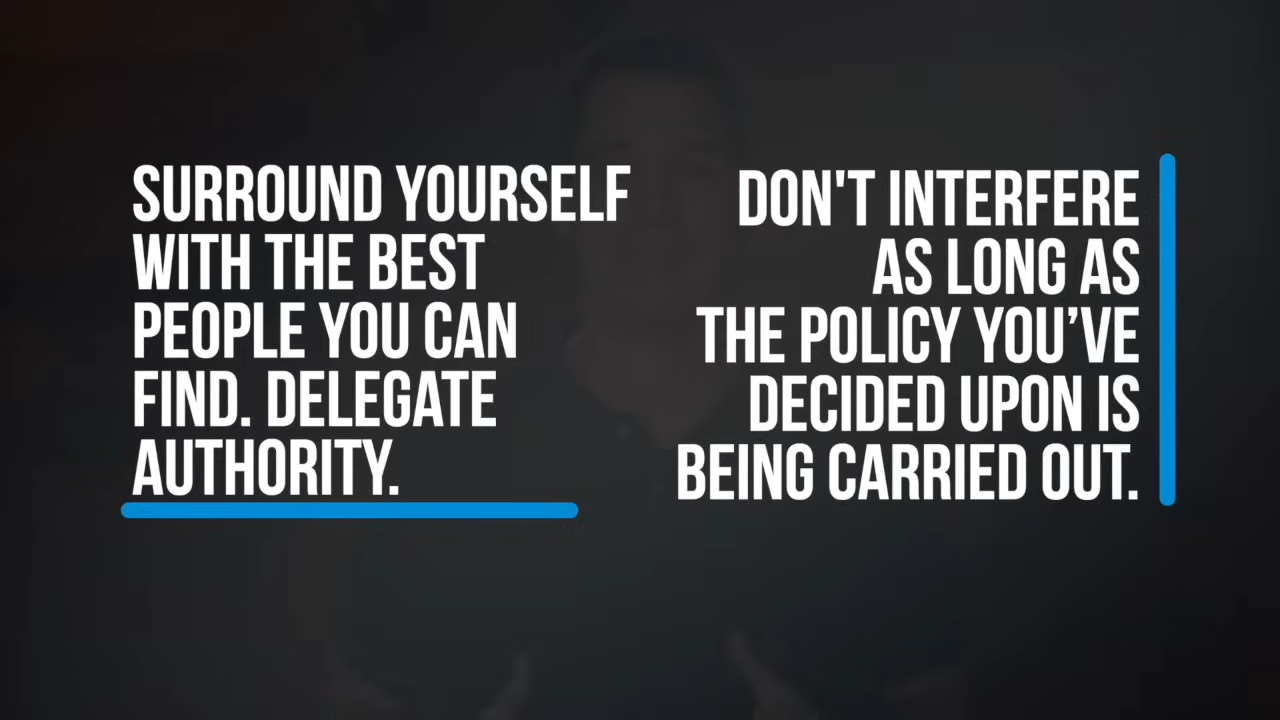 SURROUND YOURSELF
WITH THE BEST
PEOPLE YOU CAN
FIND. DELEGATE
AUTHORITY.
DON'T INTERFERE
AS LONG AS
THE POLICY YOU’VE
DECIDED UPON IS
BEING CARRIED OUT.